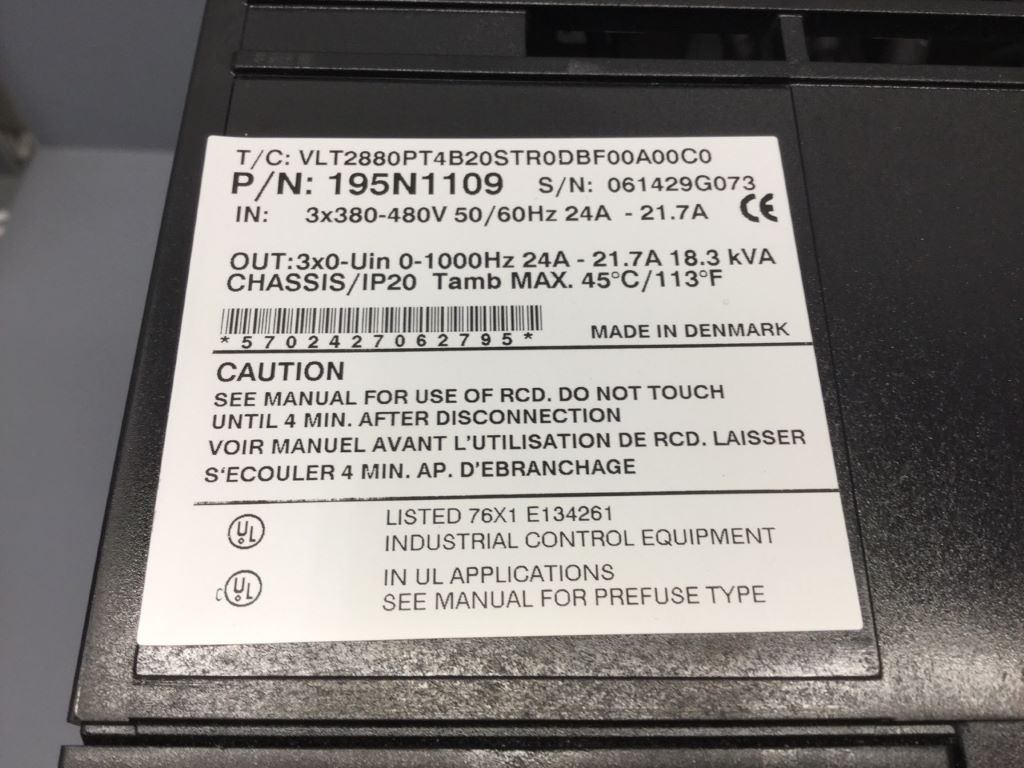 T/C: VLT2880PT4B20STR0DBF00A00C0
P/N: 195N1109 S/N: 061429G073
IN: 3x380-480V 50/60Hz 24A - 21.7A CE
OUT:3x0-Uin 0-1000Hz 24A - 21.7A 18.3 kVA
CHASSIS/IP20 Tamb MAX. 45°C/113°F
*5702427062795* MADE IN DENMARK
CAUTION
SEE MANUAL FOR USE OF RCD. DO NOT TOUCH
UNTIL 4 MIN. AFTER DISCONNECTION
VOIR MANUEL AVANT L'UTILISATION DE RCD. LAISSER
S'ECOULER 4 MIN. AP. D'EBRANCHAGE
UL LISTED 76X1 E134261
INDUSTRIAL CONTROL EQUIPMENT
c UL IN UL APPLICATIONS
SEE MANUAL FOR PREFUSE TYPE